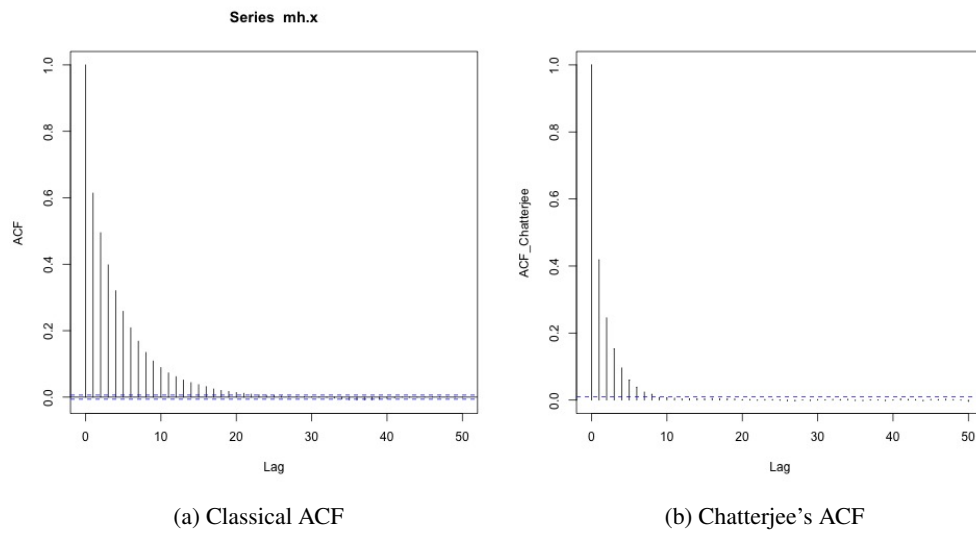 Series mh.x
ACF
0.0 0.2 0.4 0.6 0.8 1.0
0 10 20 30 40 50
Lag
(a) Classical ACF
ACF_Chatterjee
0.0 0.2 0.4 0.6 0.8 1.0
0 10 20 30 40 50
Lag
(b) Chatterjee's ACF